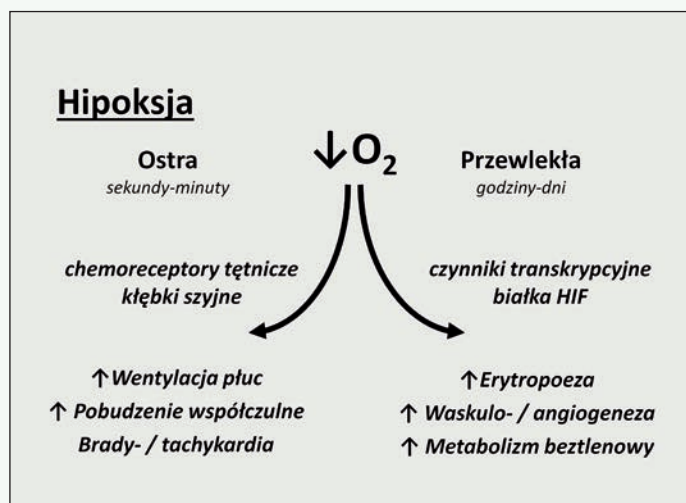 Hipoksja
↓O₂
Ostra
sekundy-minuty
Przewlekła
godziny-dni
chemoreceptory tętnicze
kłębki szyjne
czynniki transkrypcyjne
białka HIF
↑Wentylacja płuc
↑ Pobudzenie współczulne
Brady- / tachykardia
↑Erytropoeza
↑ Waskulo- / angiogeneza
↑ Metabolizm beztlenowy